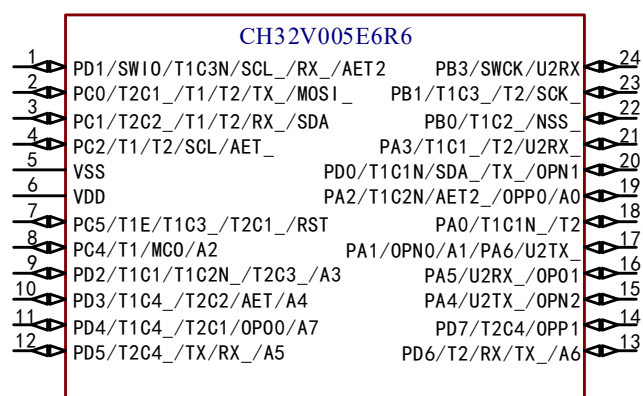 CH32V005E6R6
1 PD1/SWIO/T1C3N/SCL_/RX_/AET2 PB3/SWCK/U2RX 24
2 PC0/T2C1_/T1/T2/TX_/MOSI_ PB1/T1C3_/T2/SCK_ 23
3 PC1/T2C2_/T1/T2/RX_/SDA PB0/T1C2_/NSS_ 22
4 PC2/T1/T2/SCL/AET_ PA3/T1C1_/T2/U2RX_ 21
5 VSS PD0/T1C1N/SDA_/TX_/OPN1 20
6 VDD PA2/T1C2N/AET2_/OPP0/A0 19
7 PC5/T1E/T1C3_/T2C1_/RST PA0/T1C1N_/T2 18
8 PC4/T1/MCO/A2 PA1/OPN0/A1/PA6/U2TX_ 17
9 PD2/T1C1/T1C2N_/T2C3_/A3 PA5/U2RX_/OPO1 16
10 PD3/T1C4_/T2C2/AET/A4 PA4/U2TX_/OPN2 15
11 PD4/T1C4_/T2C1/OPO0/A7 PD7/T2C4/OPP1 14
12 PD5/T2C4_/TX/RX_/A5 PD6/T2/RX/TX_/A6 13